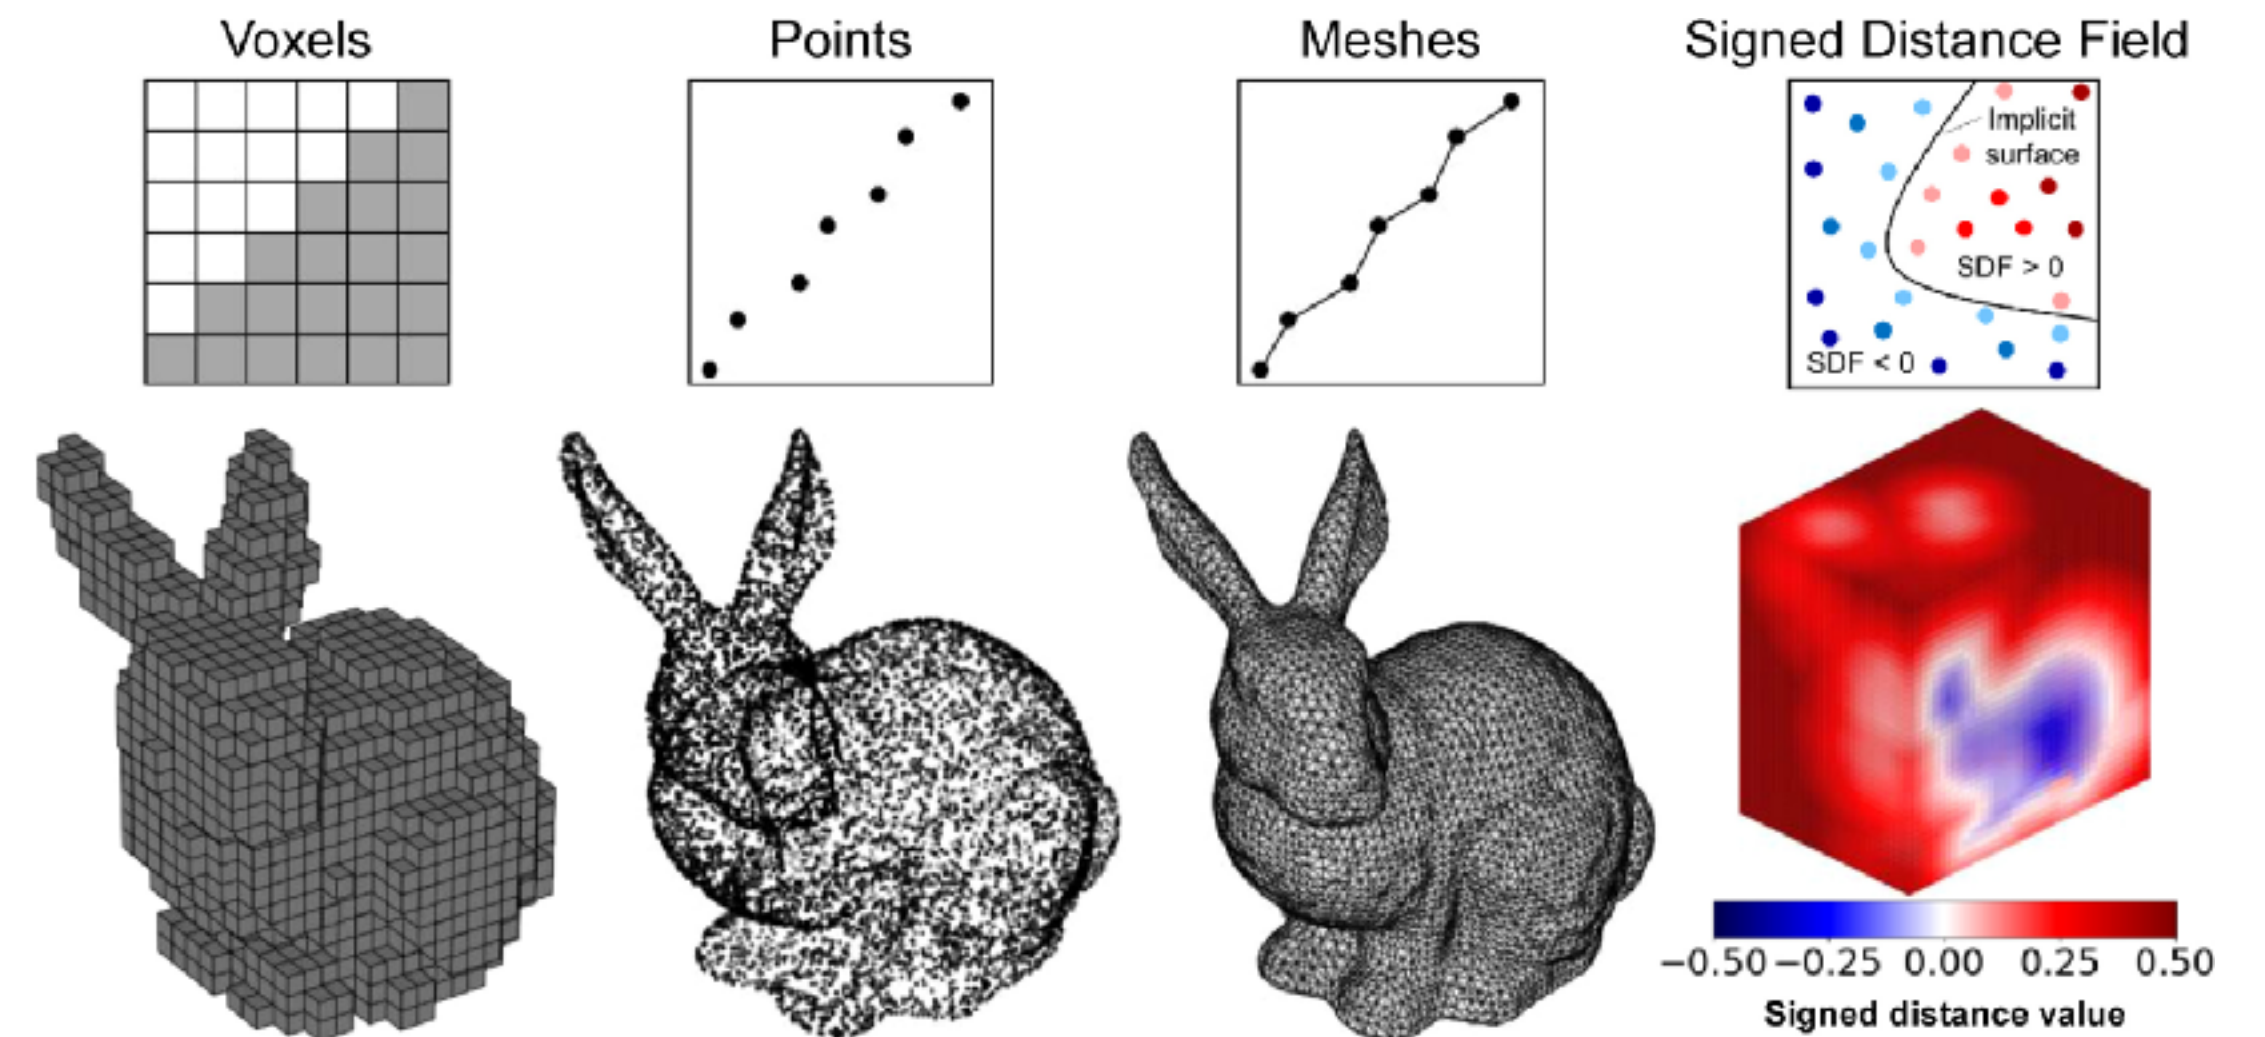 Voxels
Points
Meshes
Signed Distance Field
Implicit
surface
SDF > 0
SDF < 0
−0.50 −0.25 0.00 0.25 0.50
Signed distance value